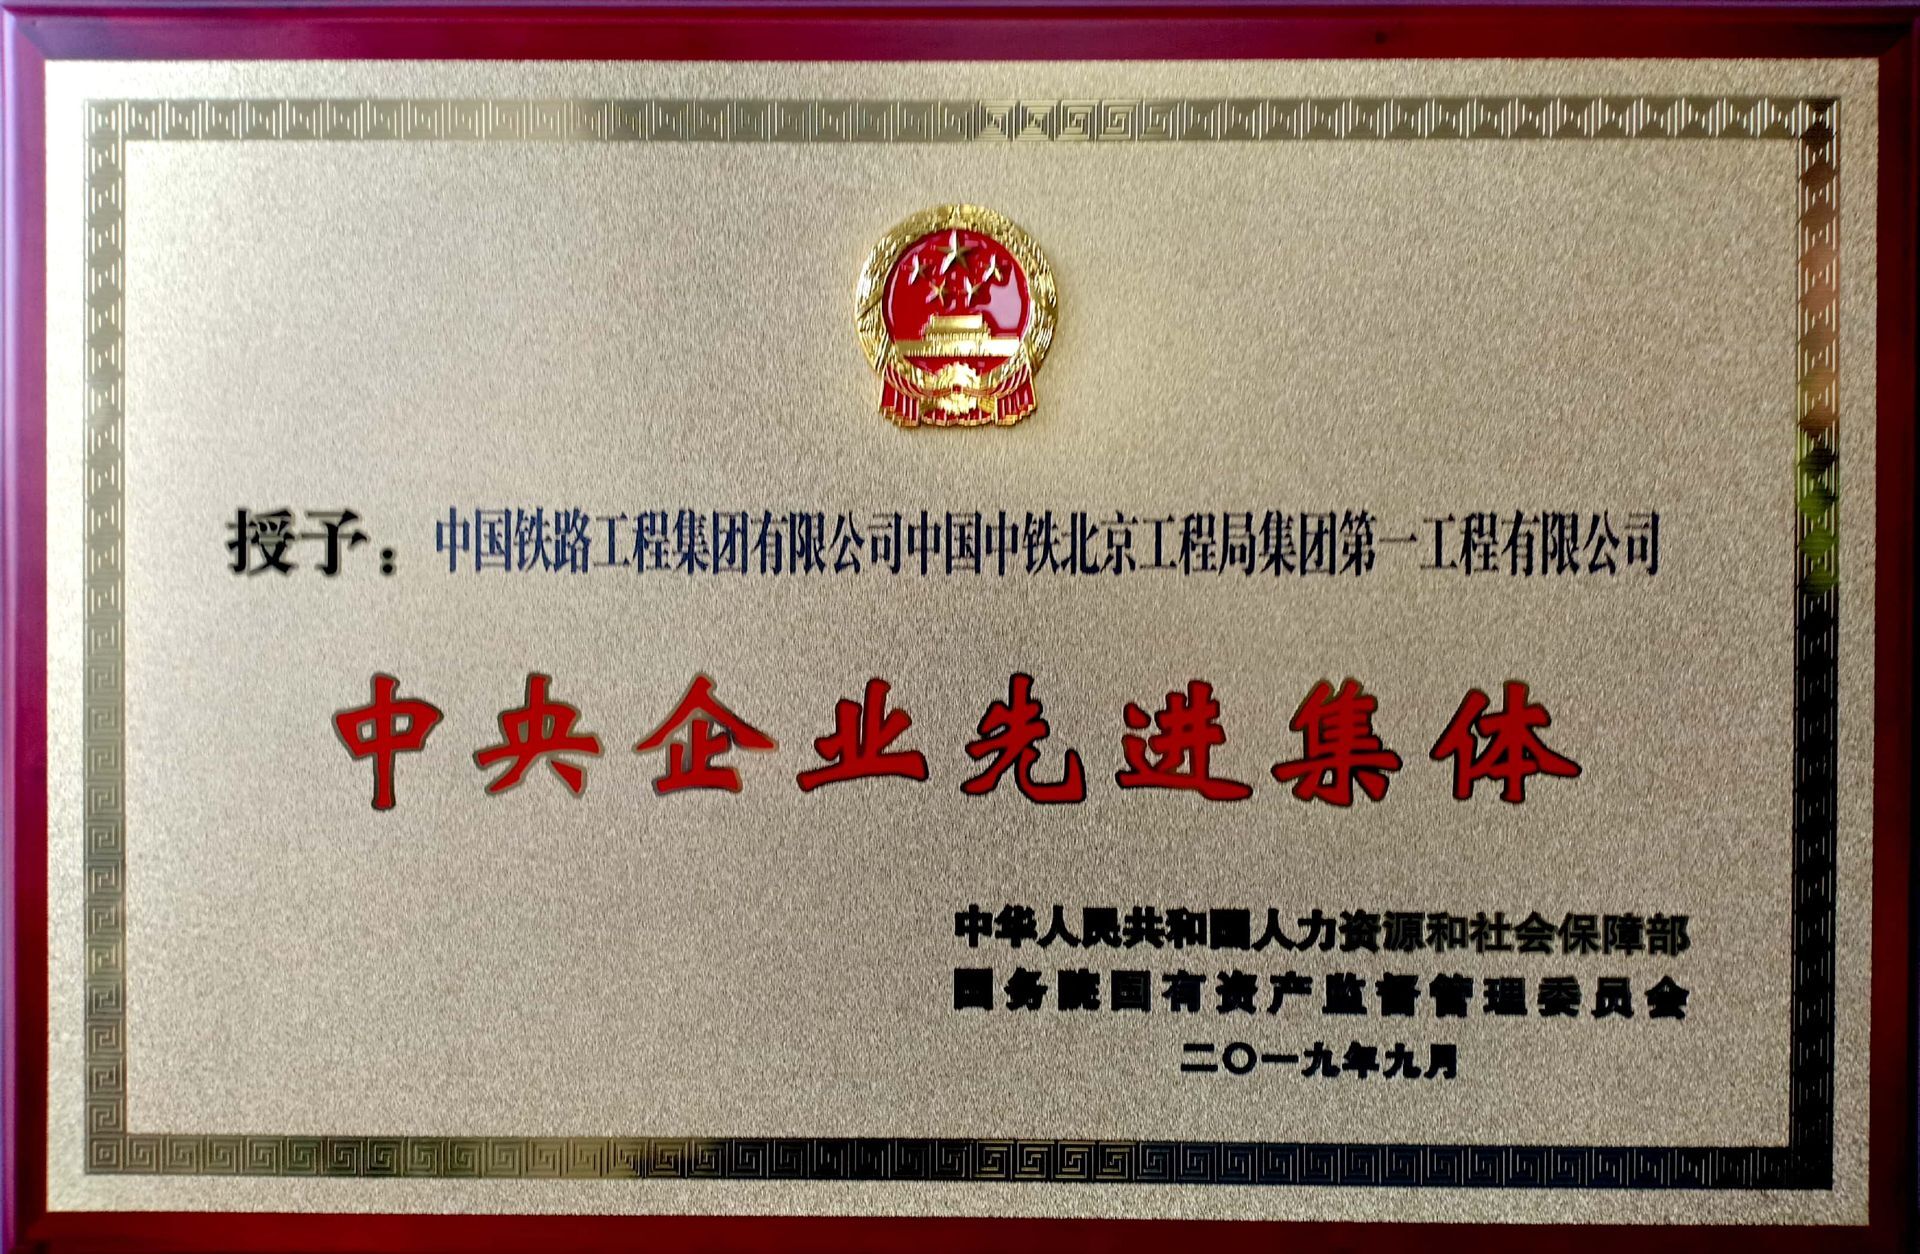 授予：中国铁路工程集团有限公司中国中铁北京工程局集团第一工程有限公司
中央企业先进集体
中华人民共和国人力资源和社会保障部
国务院国有资产监督管理委员会
二〇一九年九月